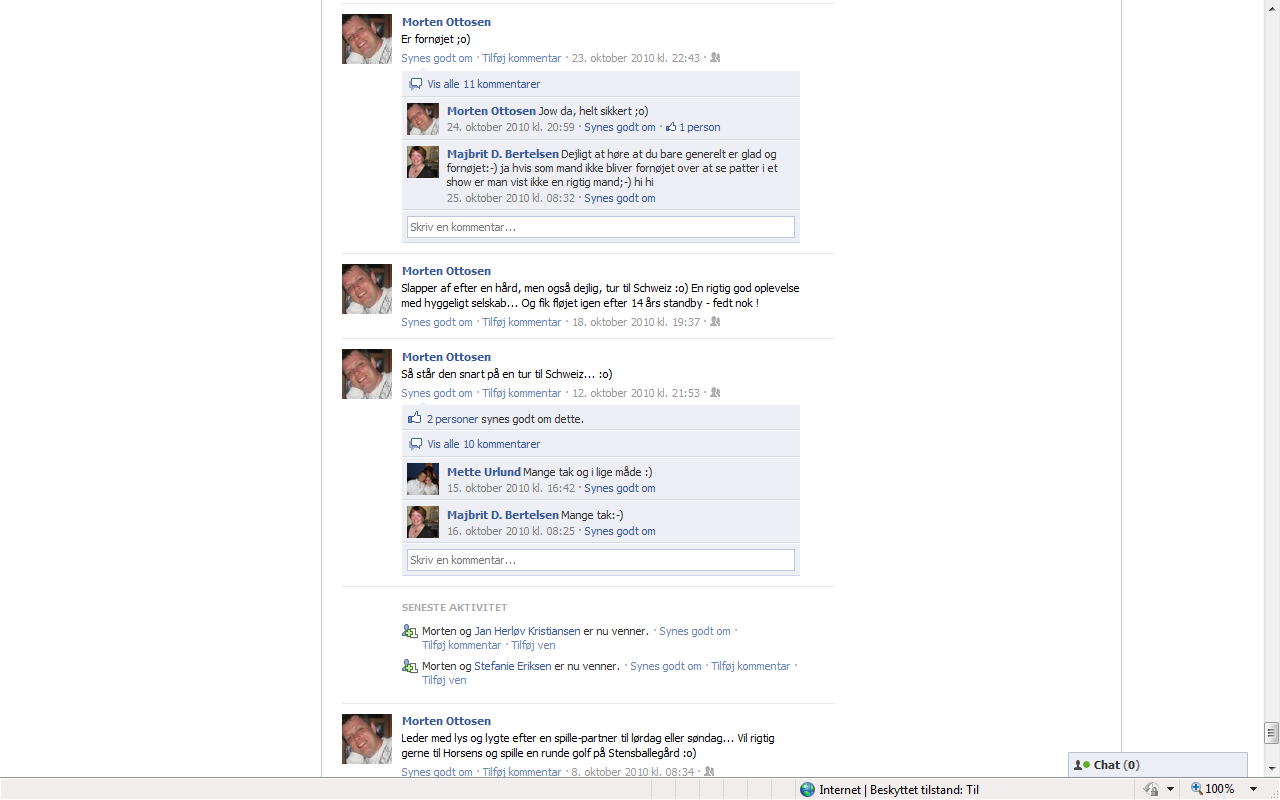 Morten Ottosen
Er fornøjet ;o)
Synes godt om · Tilføj kommentar · 23. oktober 2010 kl. 22:43 ·
Vis alle 11 kommentarer
Morten Ottosen Jow da, helt sikkert ;o)
24. oktober 2010 kl. 20:59 · Synes godt om · 1 person
Majbrit D. Bertelsen Dejligt at høre at du bare generelt er glad og
fornøjet:-) ja hvis som mand ikke bliver fornøjet over at se patter i et
show er man vist ikke en rigtig mand;-) hi hi
25. oktober 2010 kl. 08:32 · Synes godt om
Skriv en kommentar...
Morten Ottosen
Slapper af efter en hård, men også dejlig, tur til Schweiz :o) En rigtig god oplevelse
med hyggeligt selskab... Og fik fløjet igen efter 14 års standby - fedt nok !
Synes godt om · Tilføj kommentar · 18. oktober 2010 kl. 19:37 ·
Morten Ottosen
Så står den snart på en tur til Schweiz... :o)
Synes godt om · Tilføj kommentar · 12. oktober 2010 kl. 21:53 ·
2 personer synes godt om dette.
Vis alle 10 kommentarer
Mette Urlund Mange tak og i lige måde :)
15. oktober 2010 kl. 16:42 · Synes godt om
Majbrit D. Bertelsen Mange tak:-)
16. oktober 2010 kl. 08:25 · Synes godt om
Skriv en kommentar...
SENESTE AKTIVITET
Morten og Jan Herløv Kristiansen er nu venner. · Synes godt om ·
Tilføj kommentar · Tilføj ven
Morten og Stefanie Eriksen er nu venner. · Synes godt om · Tilføj kommentar ·
Tilføj ven
Morten Ottosen
Leder med lys og lygte efter en spille-partner til lørdag eller søndag... Vil rigtig
gerne til Horsens og spille en runde golf på Stensballegård :o)
Synes godt om · Tilføj kommentar · 8. oktober 2010 kl. 08:34 ·
Chat (0)
Internet | Beskyttet tilstand: Til
100%